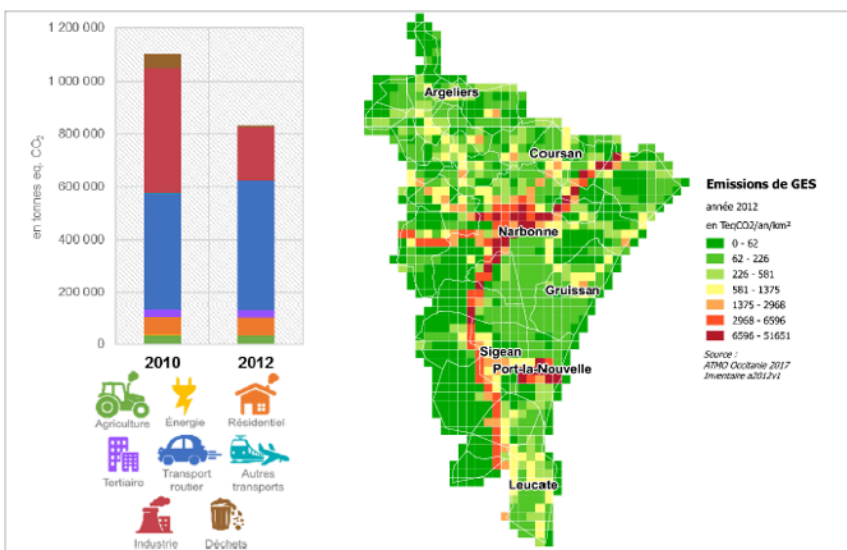 1 200 000
1 000 000
800 000
600 000
400 000
200 000
0
en tonnes eq. CO₂
2010
2012
Agriculture
Énergie
Résidentiel
Tertiaire
Transport
routier
Autres
transports
Industrie
Déchets
Argeliers
Coursan
Narbonne
Gruissan
Sigean
Port-la-Nouvelle
Leucate
Emissions de GES
année 2012
en TeqCO2/an/km²
0 - 62
62 - 226
226 - 581
581 - 1375
1375 - 2968
2968 - 6596
6596 - 51651
Source :
ATMO Occitanie 2017
Inventaire a2012v1